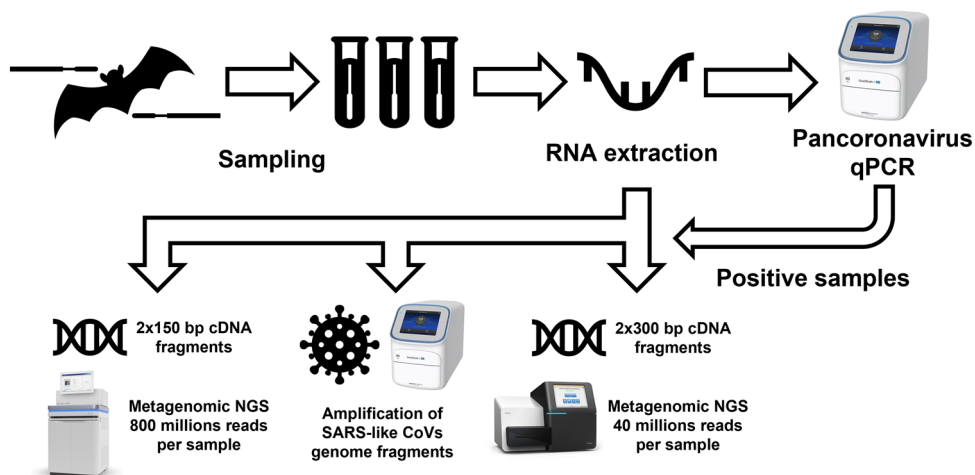 Sampling
RNA extraction
Pancoronavirus
qPCR
Positive samples
2x150 bp cDNA
fragments
Metagenomic NGS
800 millions reads
per sample
Amplification of
SARS-like CoVs
genome fragments
2x300 bp cDNA
fragments
Metagenomic NGS
40 millions reads
per sample